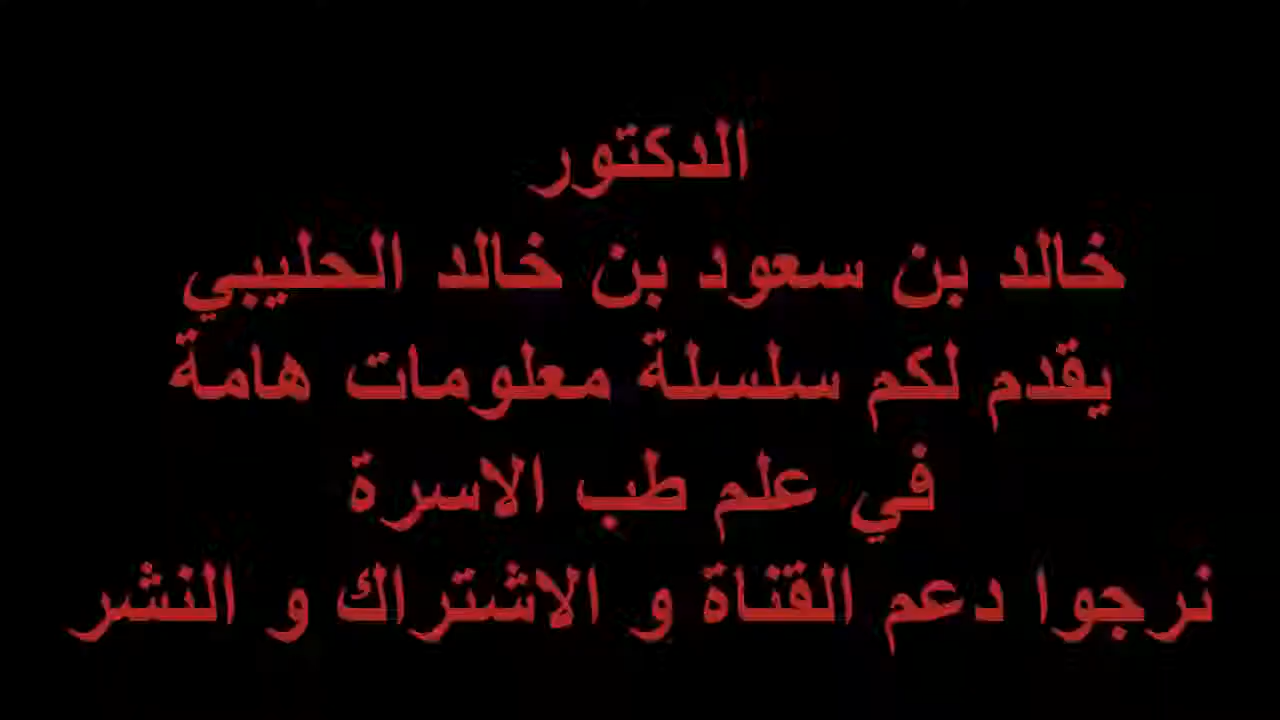 الدكتور
خالد بن سعود بن خالد الحليبي
يقدم لكم سلسلة معلومات هامة
في علم طب الاسرة
نرجوا دعم القناة و الاشتراك و النشر